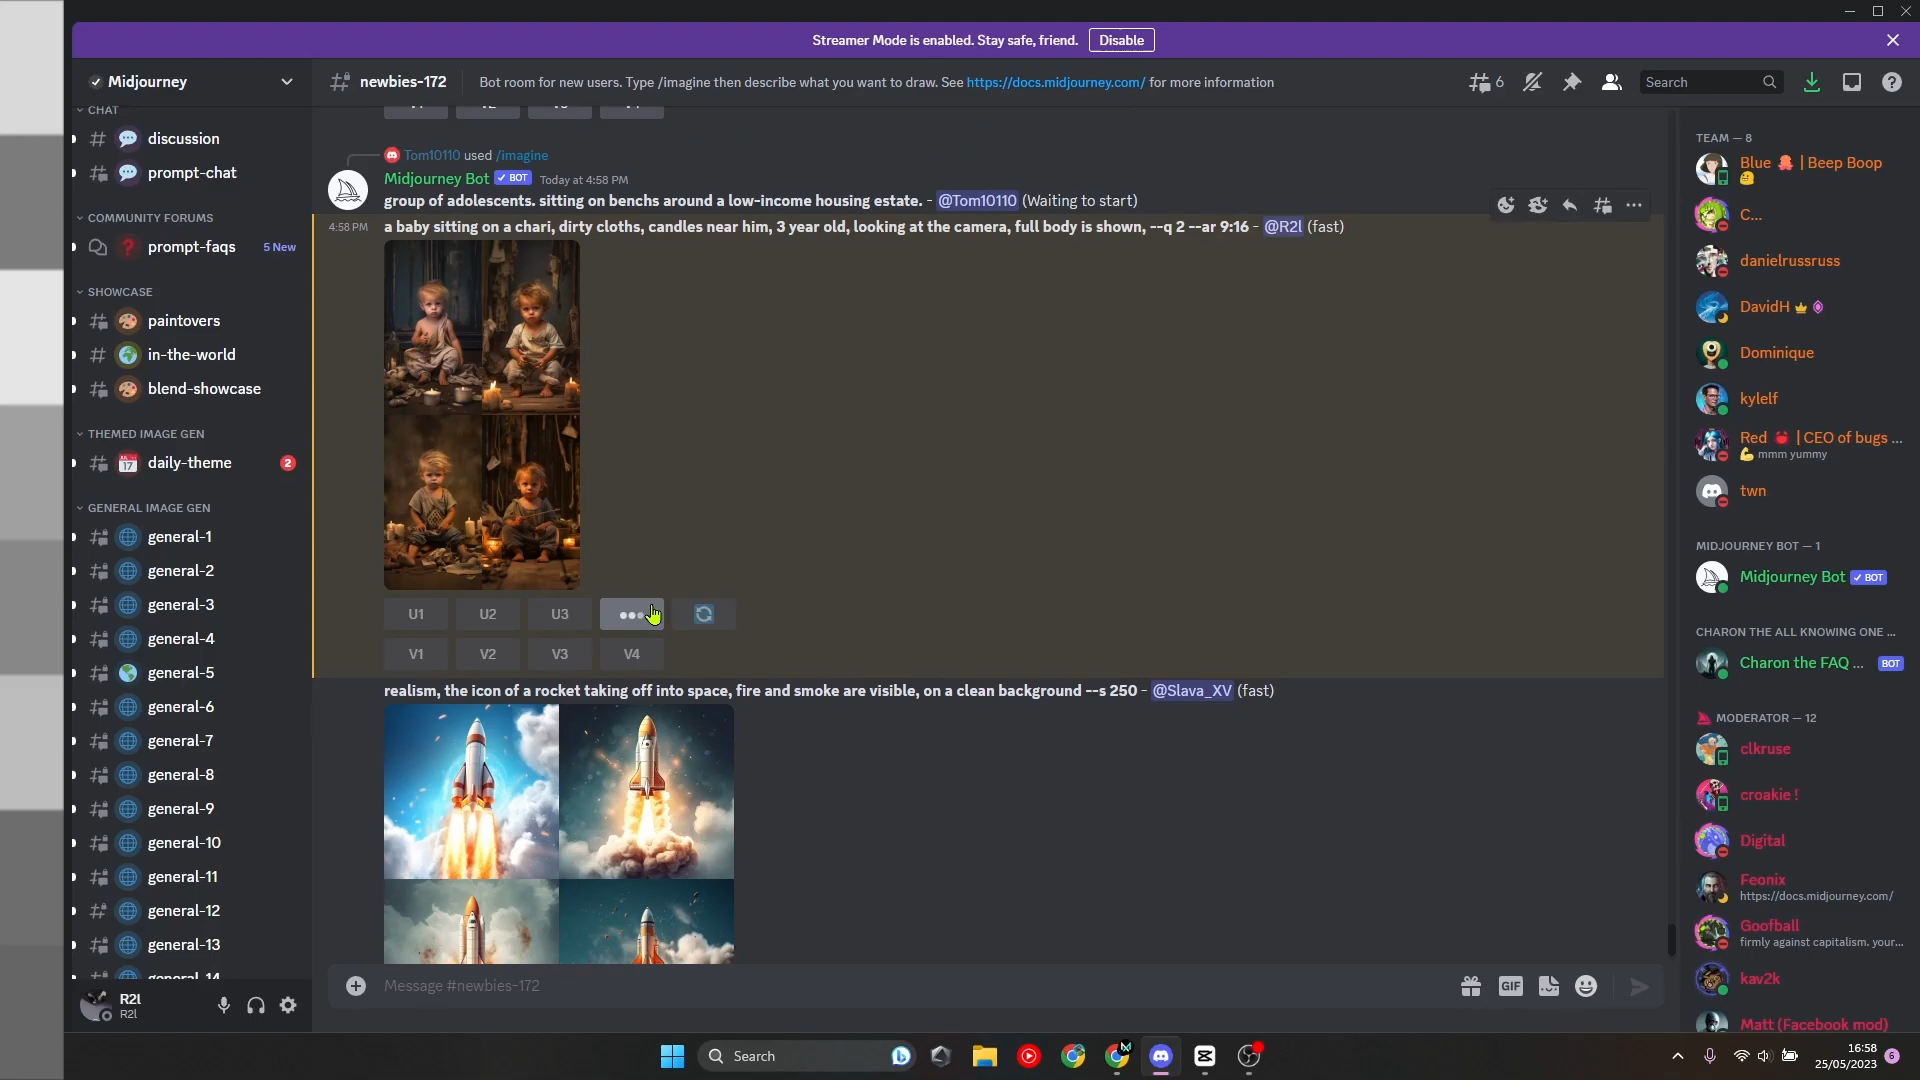 Streamer Mode is enabled. Stay safe, friend. Disable
Midjourney
newbies-172
Bot room for new users. Type /imagine then describe what you want to draw. See https://docs.midjourney.com/ for more information
6
Search
CHAT
discussion
prompt-chat
COMMUNITY FORUMS
prompt-faqs 5 New
SHOWCASE
paintovers
in-the-world
blend-showcase
THEMED IMAGE GEN
daily-theme 2
GENERAL IMAGE GEN
general-1
general-2
general-3
general-4
general-5
general-6
general-7
general-8
general-9
general-10
general-11
general-12
general-13
general-14
R2l
R2l
Tom10110 used /imagine
Midjourney Bot BOT Today at 4:58 PM
group of adolescents. sitting on benchs around a low-income housing estate. - @Tom10110 (Waiting to start)
4:58 PM a baby sitting on a chari, dirty cloths, candles near him, 3 year old, looking at the camera, full body is shown, --q 2 --ar 9:16 - @R2l (fast)
U1 U2 U3
V1 V2 V3 V4
realism, the icon of a rocket taking off into space, fire and smoke are visible, on a clean background --s 250 - @Slava_XV (fast)
Message #newbies-172
GIF
TEAM — 8
Blue | Beep Boop
C...
danielrussruss
DavidH
Dominique
kylelf
Red | CEO of bugs ...
mmm yummy
twn
MIDJOURNEY BOT — 1
Midjourney Bot BOT
CHARON THE ALL KNOWING ONE ...
Charon the FAQ ... BOT
MODERATOR — 12
clkruse
croakie !
Digital
Feonix
https://docs.midjourney.com/
Goofball
firmly against capitalism. your...
kav2k
Matt (Facebook mod)
Search
16:58
25/05/2023
6